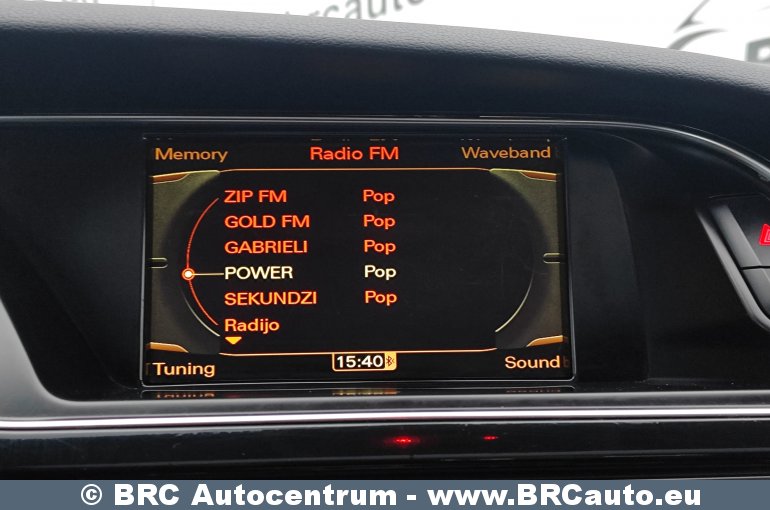 Memory Radio FM Waveband
ZIP FM Pop
GOLD FM Pop
GABRIELI Pop
POWER Pop
SEKUNDZI Pop
Radijo
Tuning 15:40 Sound
© BRC Autocentrum - www.BRCauto.eu